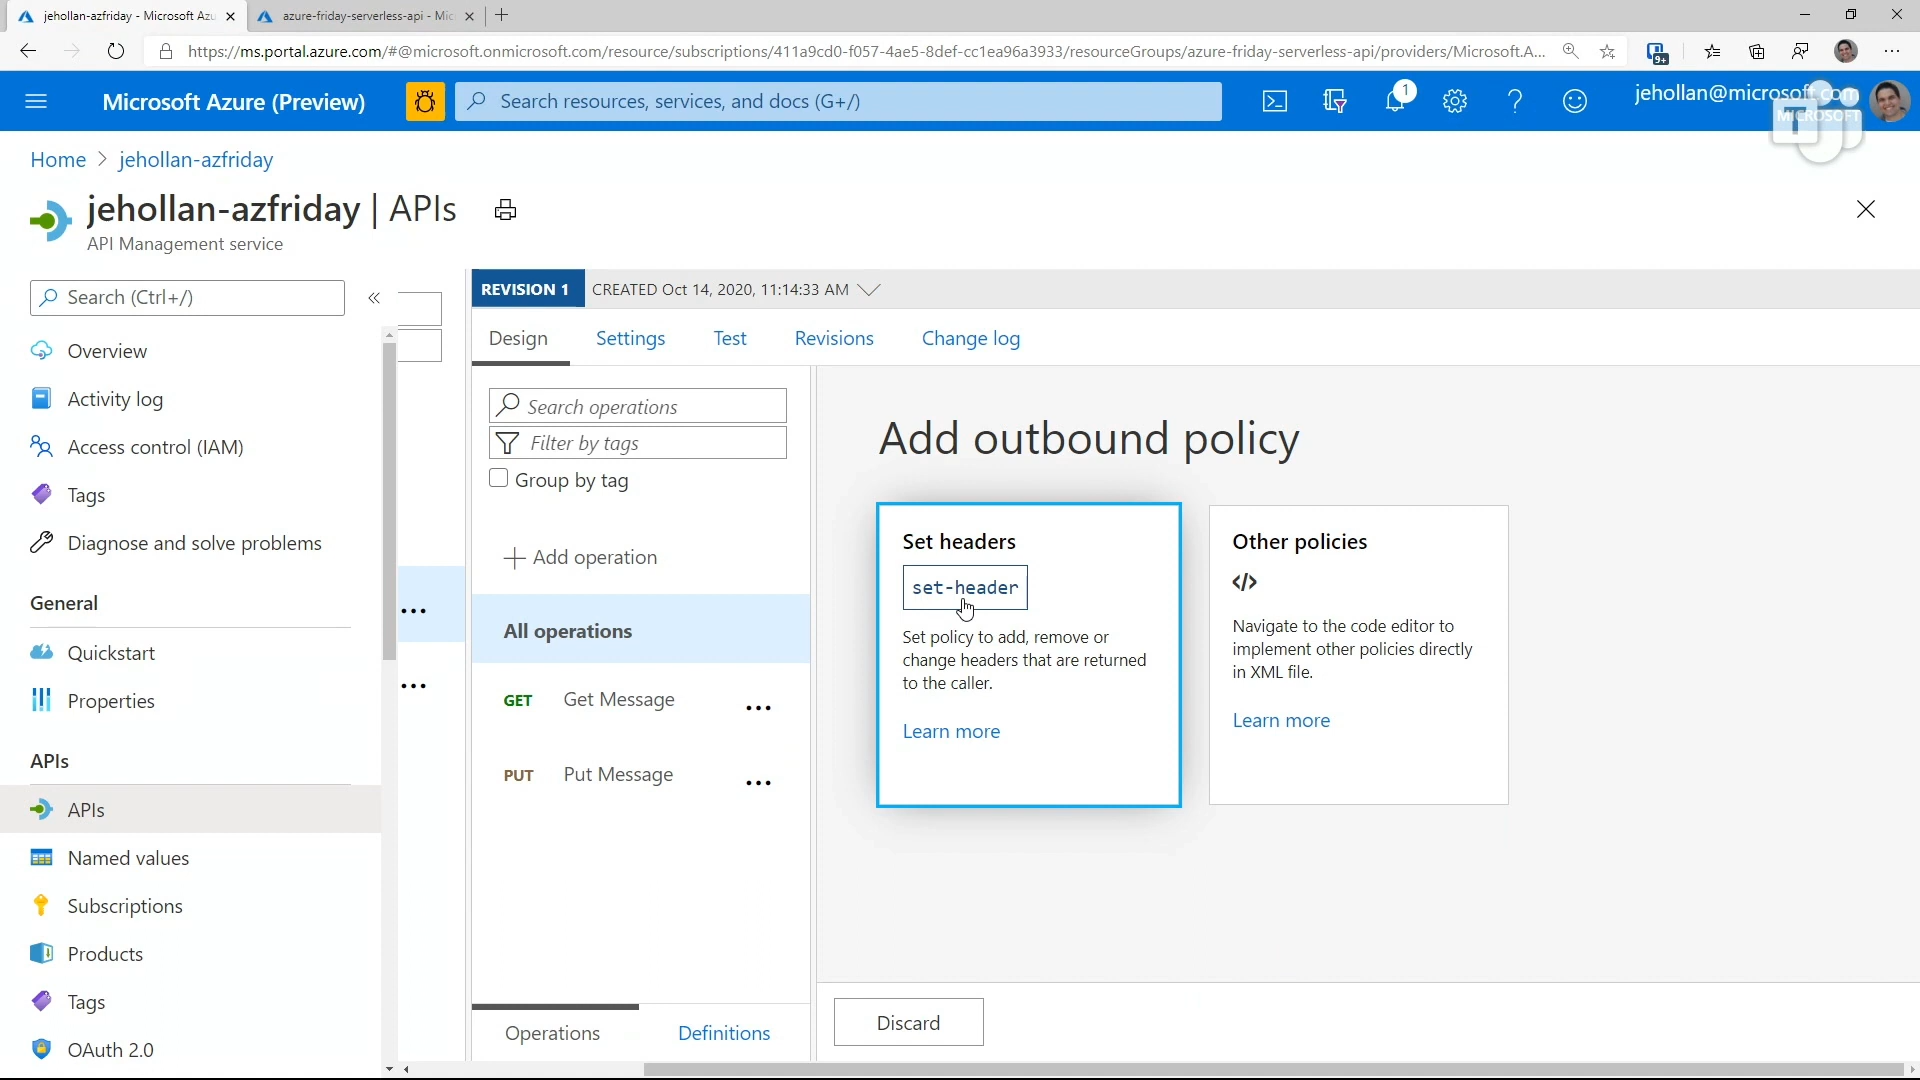 jehollan-azfriday - Microsoft Azu
azure-friday-serverless-api - Mic
https://ms.portal.azure.com/#@microsoft.onmicrosoft.com/resource/subscriptions/411a9cd0-f057-4ae5-8def-cc1ea96a3933/resourceGroups/azure-friday-serverless-api/providers/Microsoft.A...
9+
Microsoft Azure (Preview)
Search resources, services, and docs (G+/)
1
jehollan@microsoft.com
MICROSOFT
Home > jehollan-azfriday
jehollan-azfriday | APIs
API Management service
Search (Ctrl+/)
«
Overview
Activity log
Access control (IAM)
Tags
Diagnose and solve problems
General
Quickstart
Properties
APIs
APIs
Named values
Subscriptions
Products
Tags
OAuth 2.0
REVISION 1
CREATED Oct 14, 2020, 11:14:33 AM
Design
Settings
Test
Revisions
Change log
Search operations
Filter by tags
Group by tag
+ Add operation
All operations
GET Get Message ...
PUT Put Message ...
Operations
Definitions
Add outbound policy
Set headers
set-header
Set policy to add, remove or
change headers that are returned
to the caller.
Learn more
Other policies
</>
Navigate to the code editor to
implement other policies directly
in XML file.
Learn more
Discard